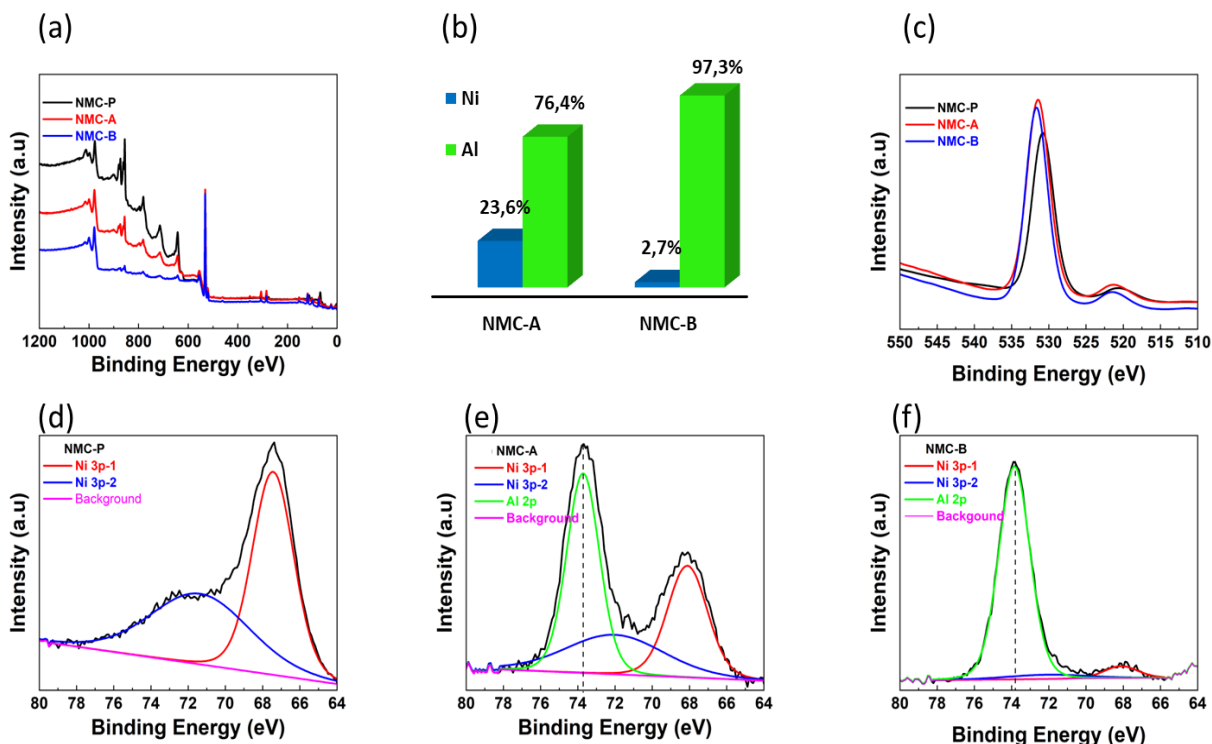 (a)
NMC-P
NMC-A
NMC-B
Intensity (a.u)
1200 1000 800 600 400 200 0
Binding Energy (eV)
(b)
Ni
Al
76,4%
23,6%
97,3%
2,7%
NMC-A
NMC-B
(c)
NMC-P
NMC-A
NMC-B
Intensity (a.u)
550 545 540 535 530 525 520 515 510
Binding Energy (eV)
(d)
NMC-P
Ni 3p-1
Ni 3p-2
Background
Intensity (a.u)
80 78 76 74 72 70 68 66 64
Binding Energy (eV)
(e)
NMC-A
Ni 3p-1
Ni 3p-2
Al 2p
Background
Intensity (a.u)
80 78 76 74 72 70 68 66 64
Binding Energy (eV)
(f)
NMC-B
Ni 3p-1
Ni 3p-2
Al 2p
Backgound
Intensity (a.u)
80 78 76 74 72 70 68 66 64
Binding Energy (eV)